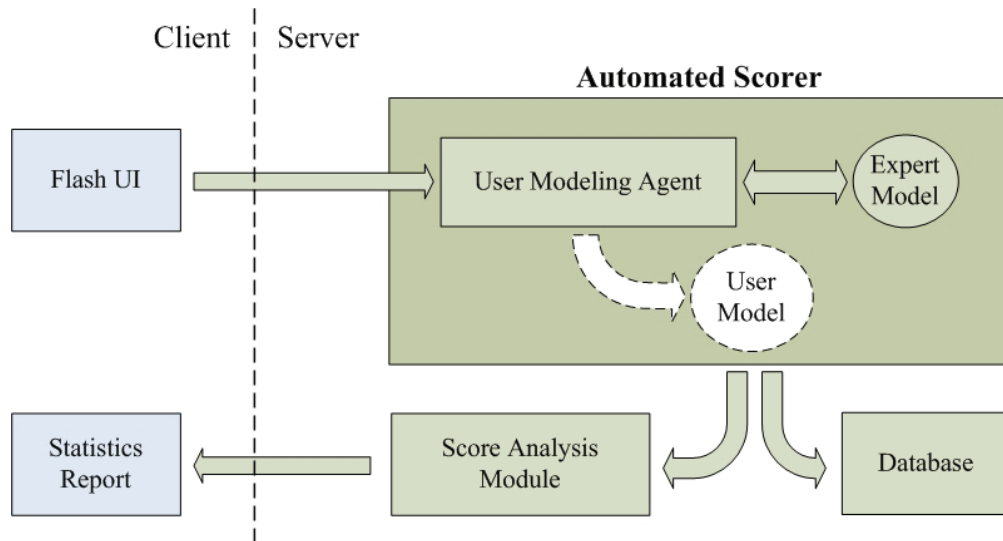 Client
Server
Automated Scorer
Flash UI
User Modeling Agent
Expert
Model
User
Model
Statistics
Report
Score Analysis
Module
Database